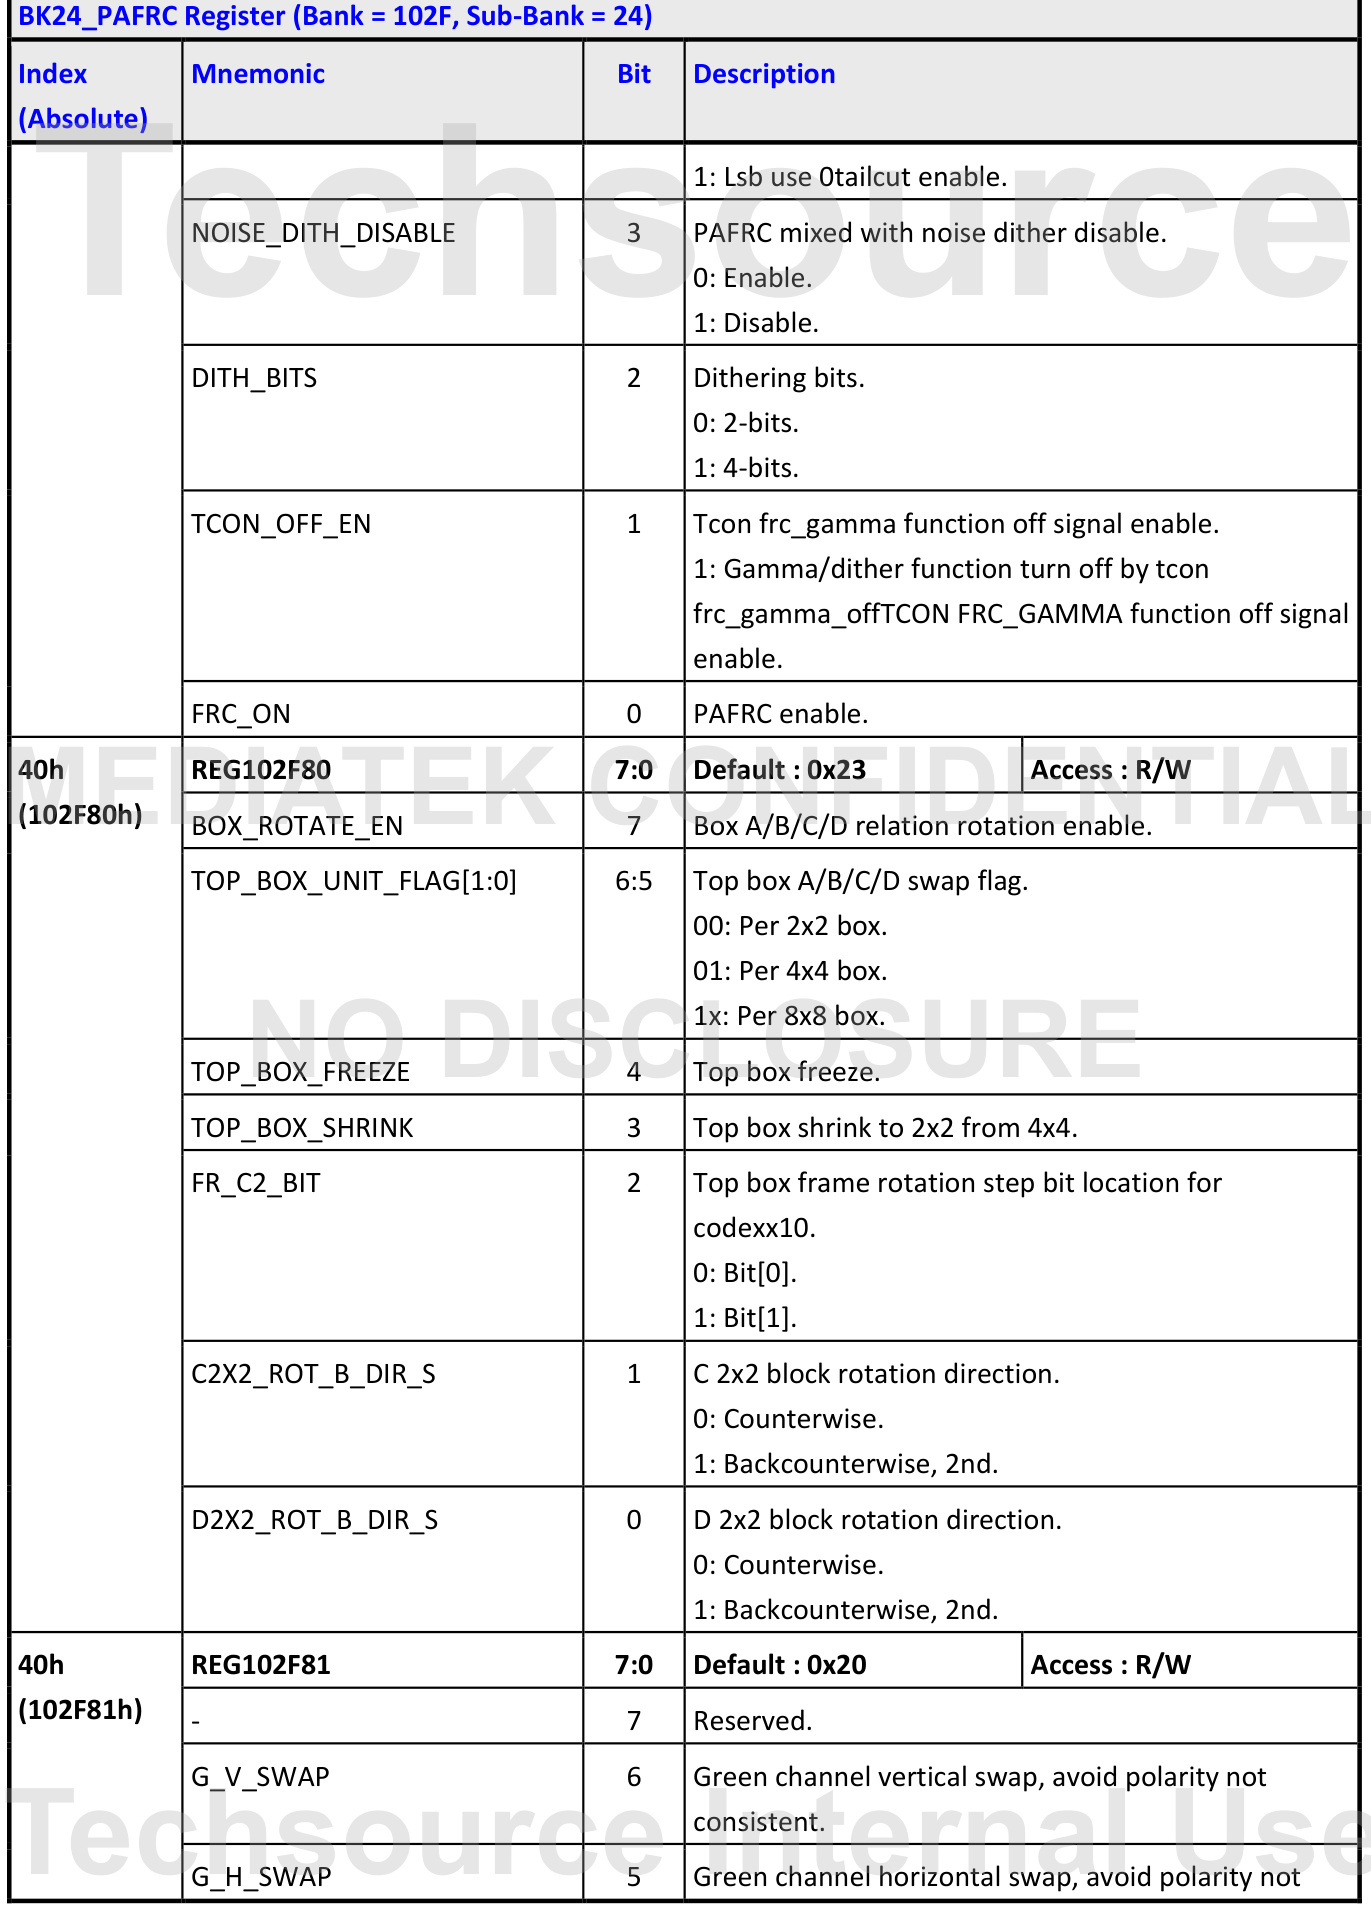 BK24_PAFRC Register (Bank = 102F, Sub-Bank = 24)
Index
(Absolute)
Mnemonic
Bit
Description
1: Lsb use 0tailcut enable.
NOISE_DITH_DISABLE
3
PAFRC mixed with noise dither disable.
0: Enable.
1: Disable.
DITH_BITS
2
Dithering bits.
0: 2-bits.
1: 4-bits.
TCON_OFF_EN
1
Tcon frc_gamma function off signal enable.
1: Gamma/dither function turn off by tcon
frc_gamma_offTCON FRC_GAMMA function off signal
enable.
FRC_ON
0
PAFRC enable.
40h
(102F80h)
REG102F80
7:0
Default : 0x23
Access : R/W
BOX_ROTATE_EN
7
Box A/B/C/D relation rotation enable.
TOP_BOX_UNIT_FLAG[1:0]
6:5
Top box A/B/C/D swap flag.
00: Per 2x2 box.
01: Per 4x4 box.
1x: Per 8x8 box.
TOP_BOX_FREEZE
4
Top box freeze.
TOP_BOX_SHRINK
3
Top box shrink to 2x2 from 4x4.
FR_C2_BIT
2
Top box frame rotation step bit location for
codexx10.
0: Bit[0].
1: Bit[1].
C2X2_ROT_B_DIR_S
1
C 2x2 block rotation direction.
0: Counterwise.
1: Backcounterwise, 2nd.
D2X2_ROT_B_DIR_S
0
D 2x2 block rotation direction.
0: Counterwise.
1: Backcounterwise, 2nd.
40h
(102F81h)
REG102F81
7:0
Default : 0x20
Access : R/W
-
7
Reserved.
G_V_SWAP
6
Green channel vertical swap, avoid polarity not
consistent.
G_H_SWAP
5
Green channel horizontal swap, avoid polarity not
Techsource
MEDIATEK CONFIDENTIAL
NO DISCLOSURE
Techsource Internal Use